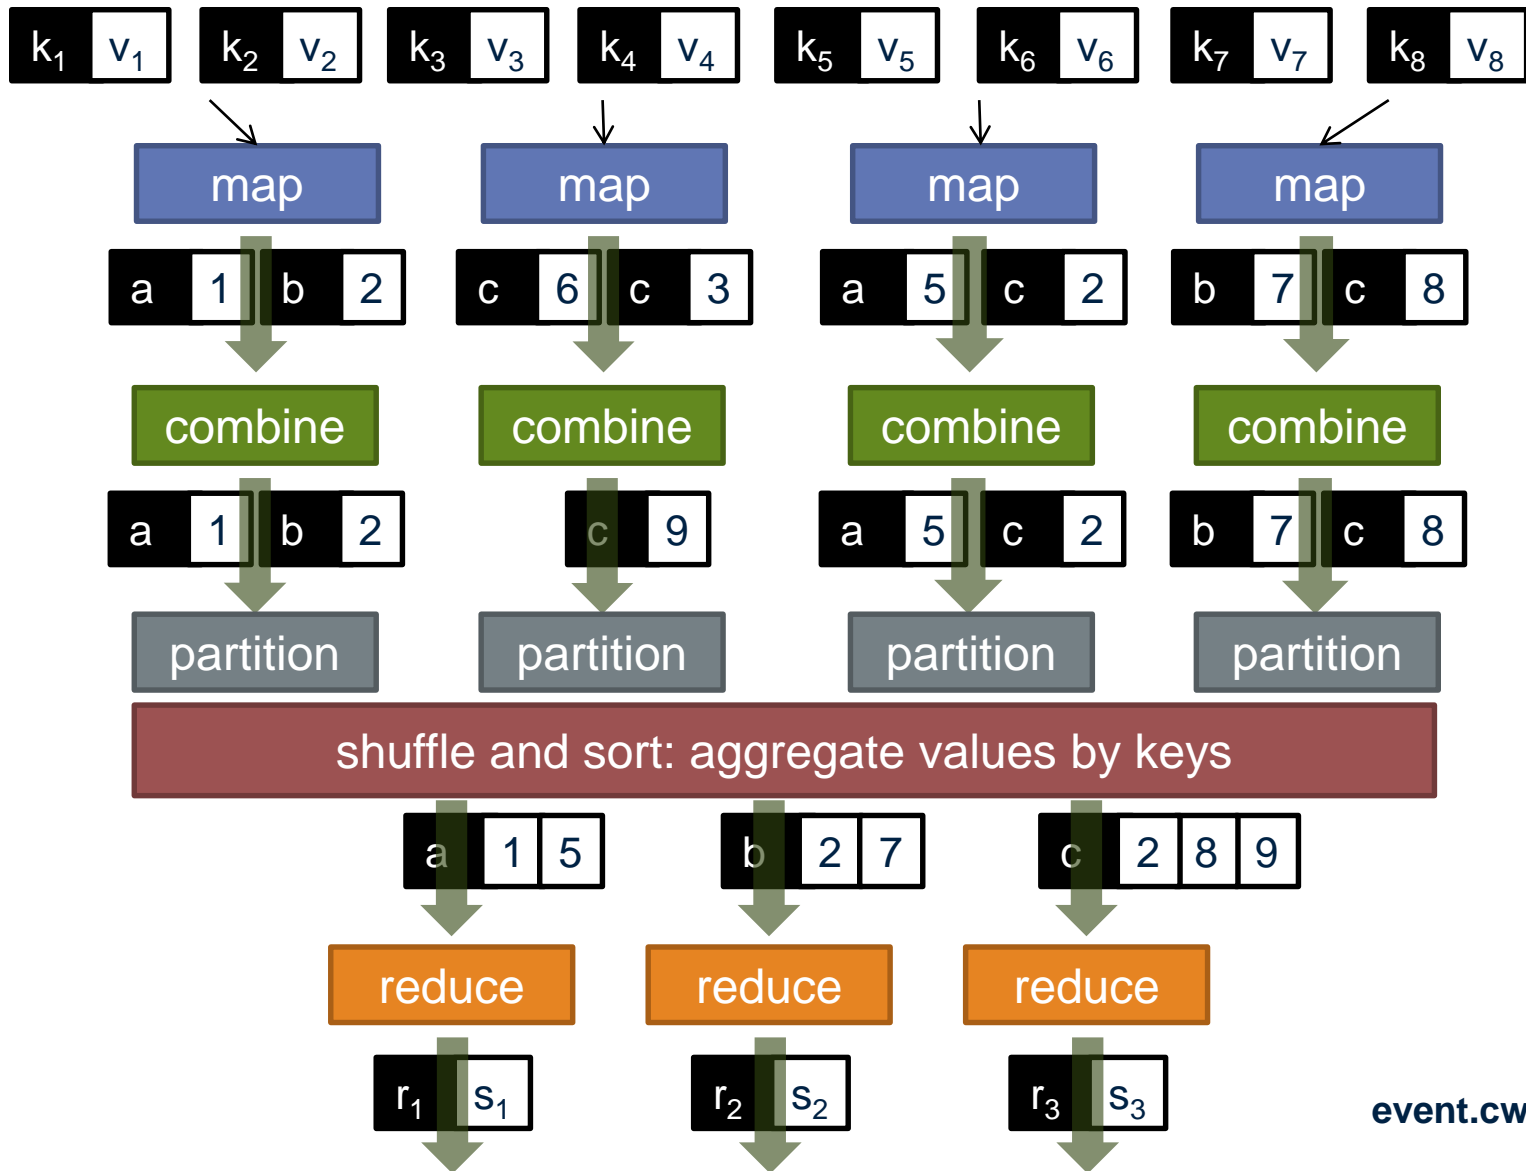 k₁ v₁ k₂ v₂ k₃ v₃ k₄ v₄ k₅ v₅ k₆ v₆ k₇ v₇ k₈ v₈
map map map map
a 1 b 2 c 6 c 3 a 5 c 2 b 7 c 8
combine combine combine combine
a 1 b 2 c 9 a 5 c 2 b 7 c 8
partition partition partition partition
shuffle and sort: aggregate values by keys
a 1 5 b 2 7 c 2 8 9
reduce reduce reduce
r₁ s₁ r₂ s₂ r₃ s₃
event.cw